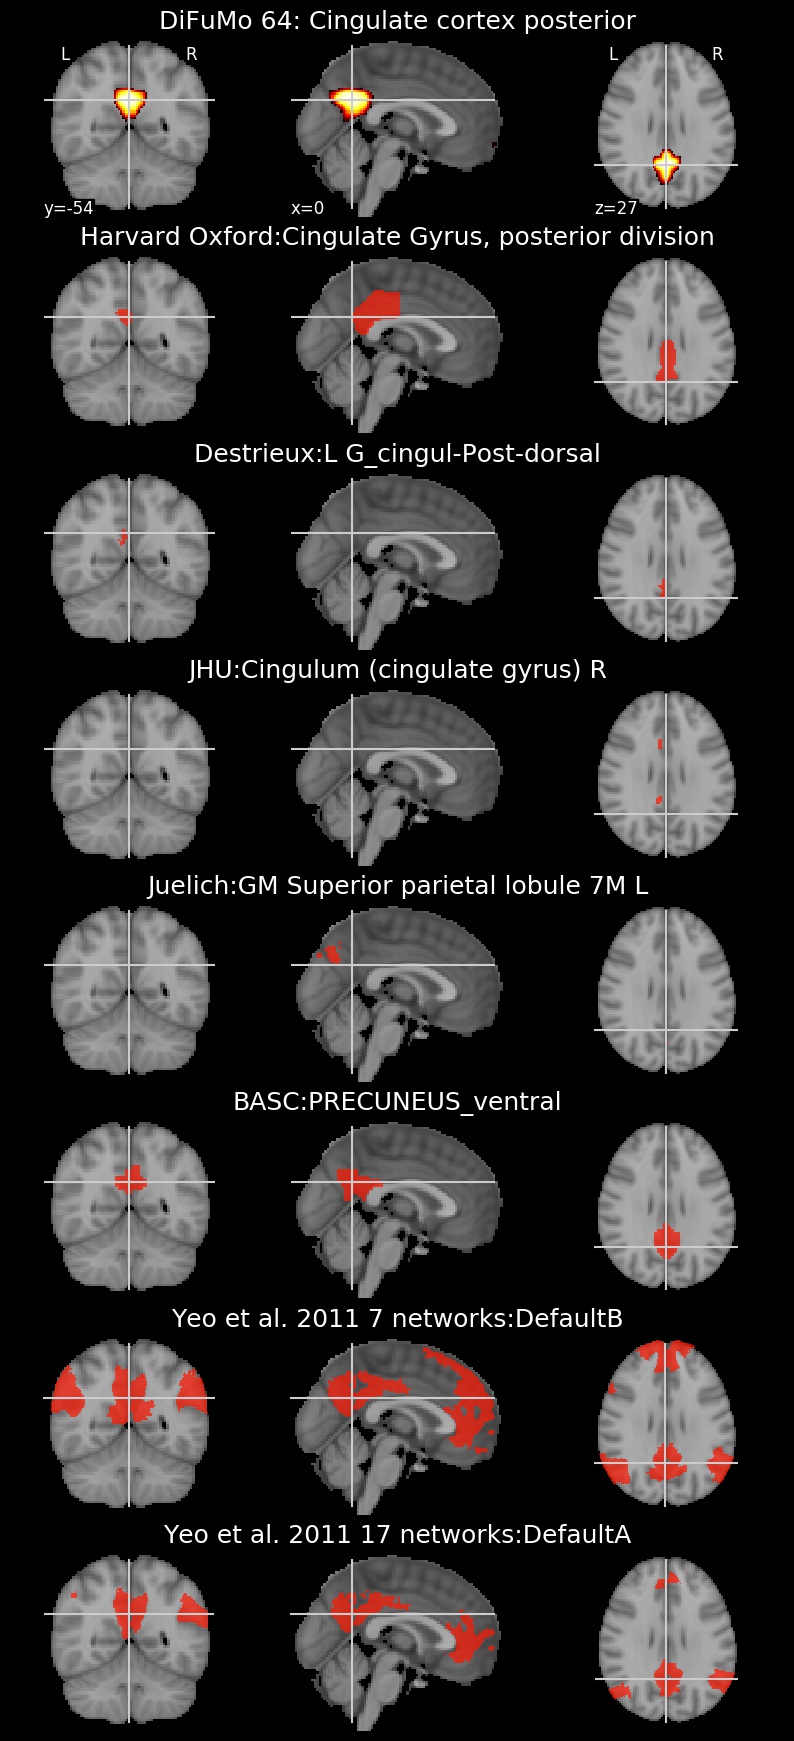 DiFuMo 64: Cingulate cortex posterior
L R L R
y=-54 x=0 z=27
Harvard Oxford:Cingulate Gyrus, posterior division
Destrieux:L G_cingul-Post-dorsal
JHU:Cingulum (cingulate gyrus) R
Juelich:GM Superior parietal lobule 7M L
BASC:PRECUNEUS_ventral
Yeo et al. 2011 7 networks:DefaultB
Yeo et al. 2011 17 networks:DefaultA